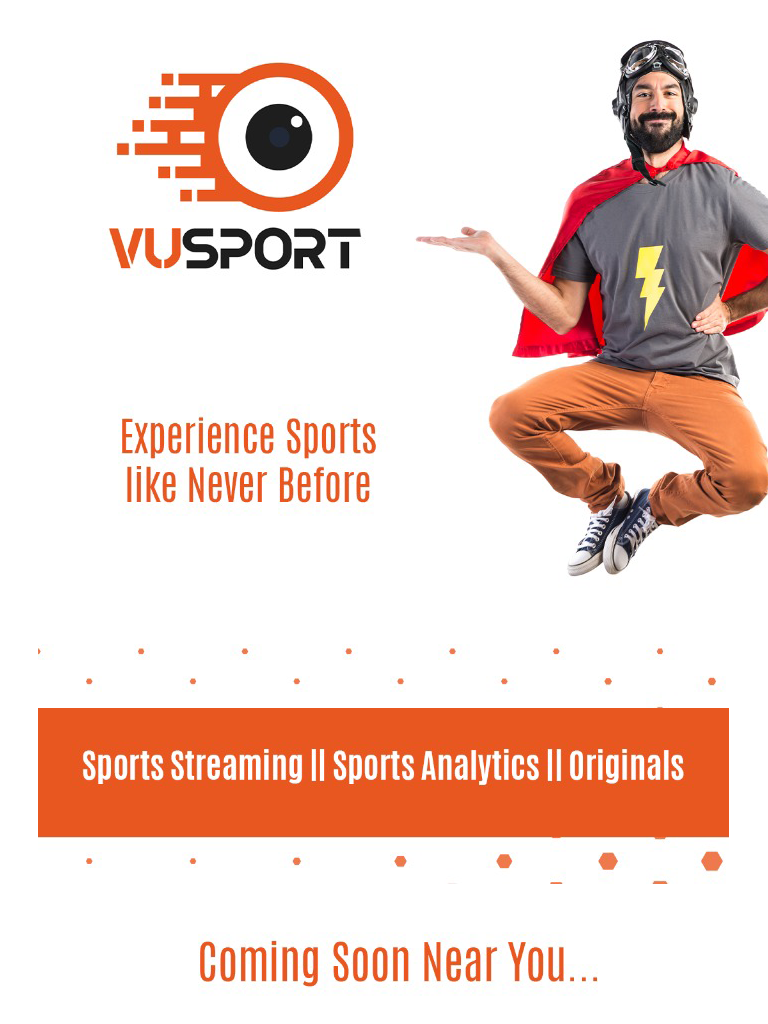 VUSPORT
Experience Sports
like Never Before
Sports Streaming || Sports Analytics || Originals
Coming Soon Near You...